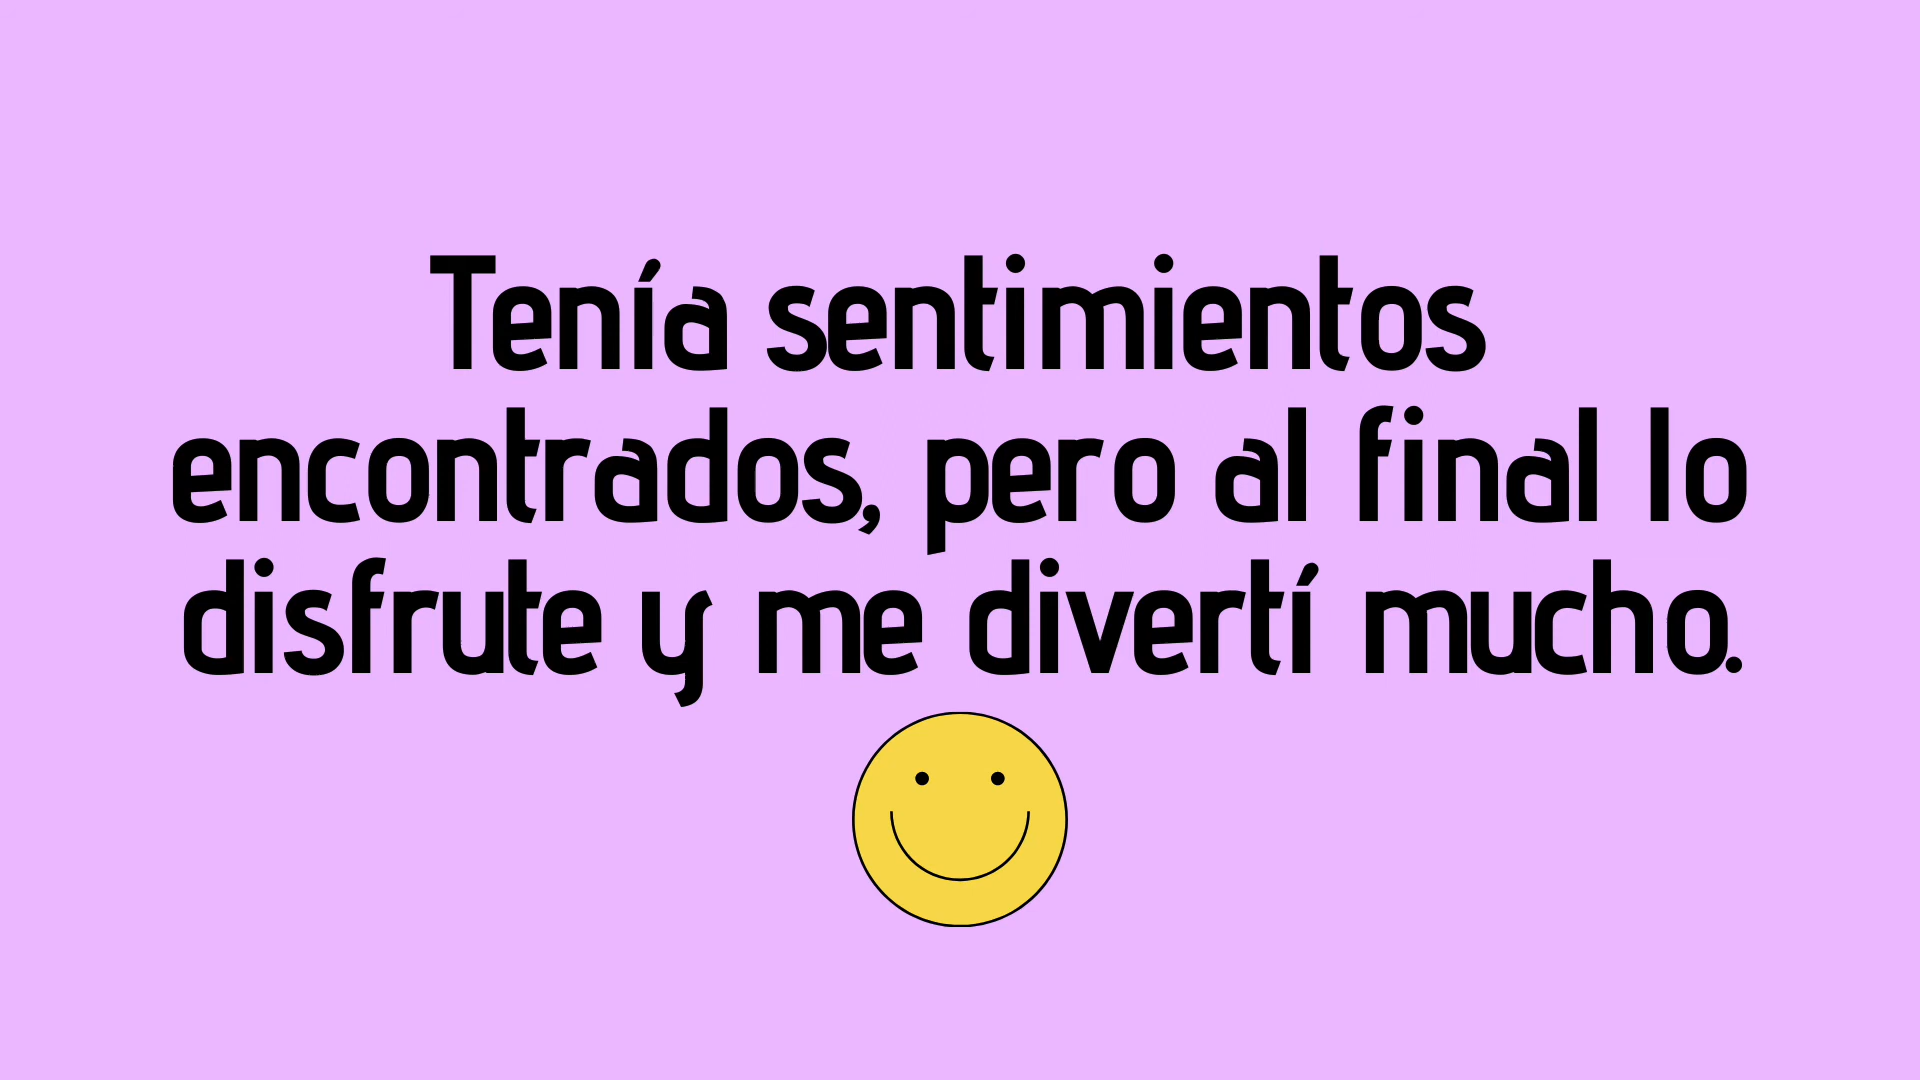 Tenía sentimientos
encontrados, pero al final lo
disfrute y me divertí mucho.